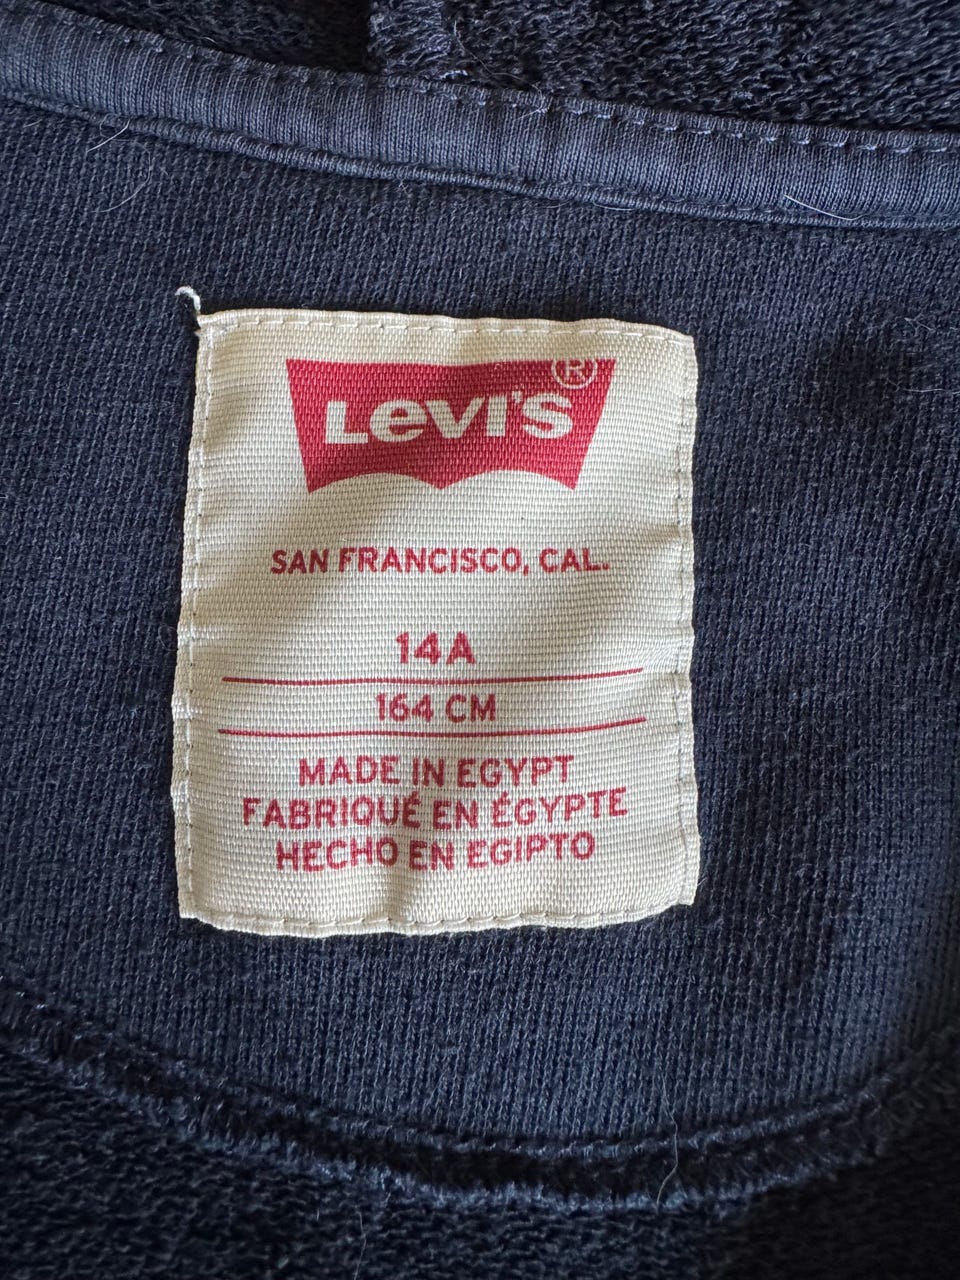 LEVI'S®
SAN FRANCISCO, CAL.
14A
164 CM
MADE IN EGYPT
FABRIQUÉ EN ÉGYPTE
HECHO EN EGIPTO